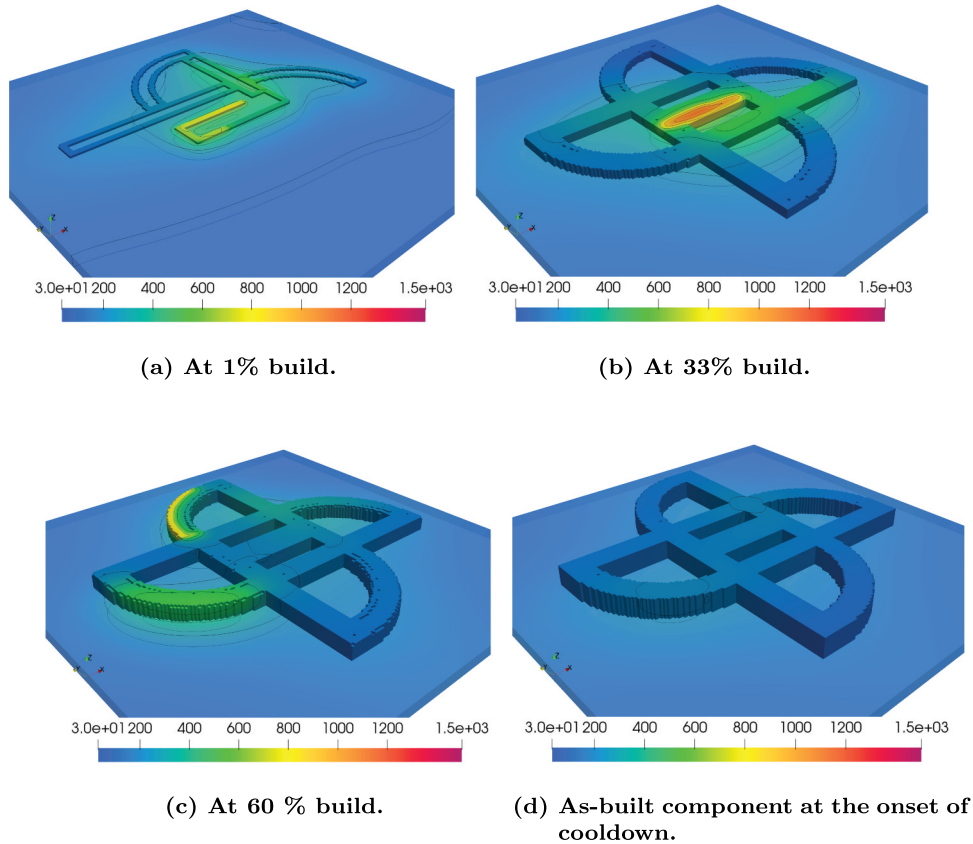 3.0e+01 200 400 600 800 1000 1200 1.5e+03
3.0e+01 200 400 600 800 1000 1200 1.5e+03
(a) At 1% build.
(b) At 33% build.
3.0e+01 200 400 600 800 1000 1200 1.5e+03
3.0e+01 200 400 600 800 1000 1200 1.5e+03
(c) At 60 % build.
(d) As-built component at the onset of
cooldown.